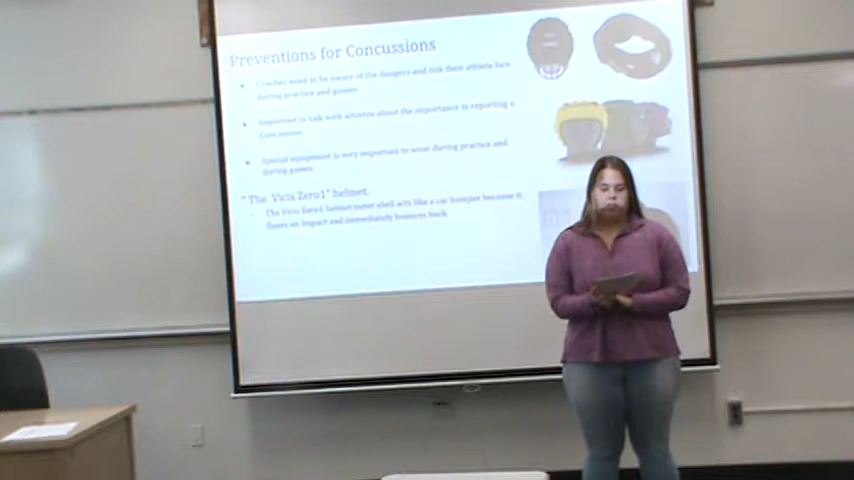 Preventions for Concussions
• Coaches need to be aware of the dangers and risk their athlete face
during practice and games
• Important is talk with athletes about the importance in reporting a
Concussion
• Special equipment is very important to wear during practice and
during games
" The Vicis Zero1" helmet.
- The Vicis Zero1 helmet outer shell acts like a car bumper because it
flexes on impact and immediately bounces back